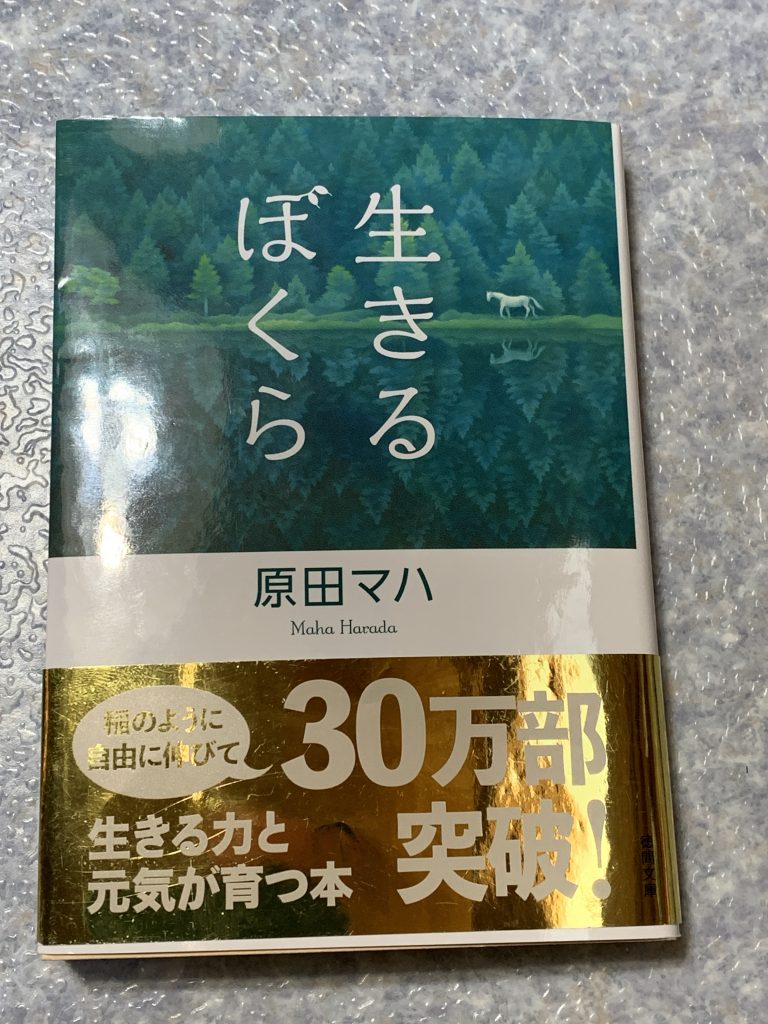 生きる
ぼくら
原田マハ
Maha Harada
稲のように
自由に伸びて
30万部
突破!
生きる力と
元気が育つ本
徳間文庫